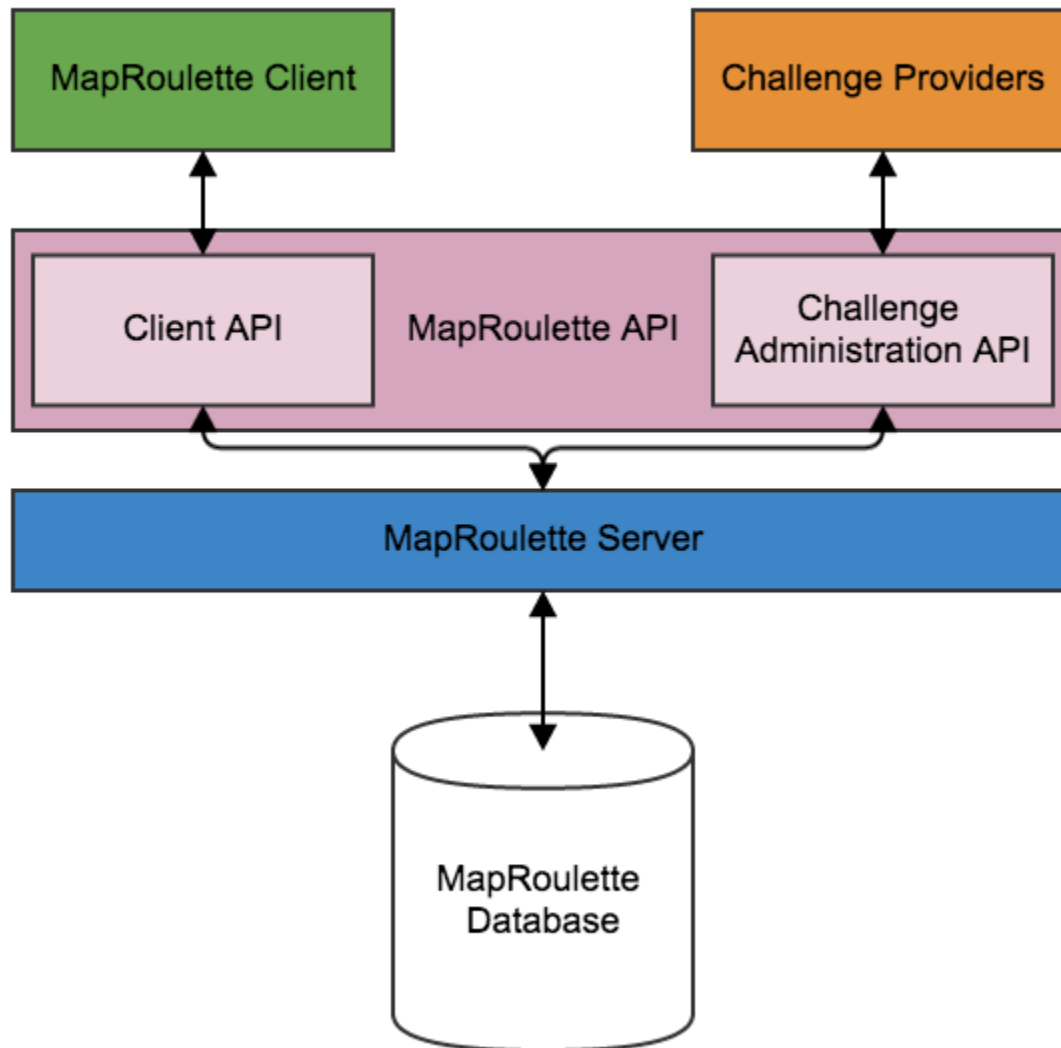 MapRoulette Client
Challenge Providers
Client API
MapRoulette API
Challenge
Administration API
MapRoulette Server
MapRoulette
Database